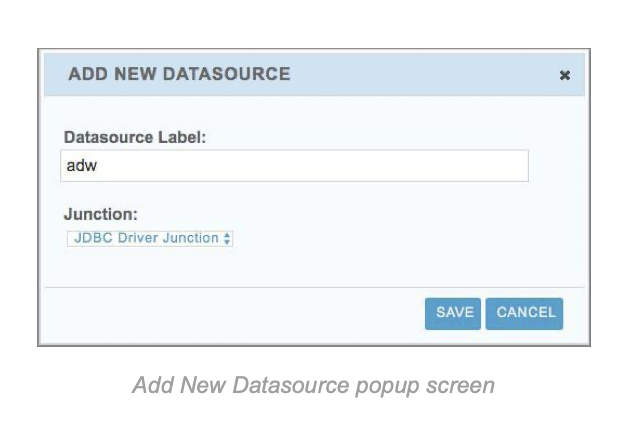 ADD NEW DATASOURCE
Datasource Label:
adw
Junction:
JDBC Driver Junction
SAVE CANCEL
Add New Datasource popup screen